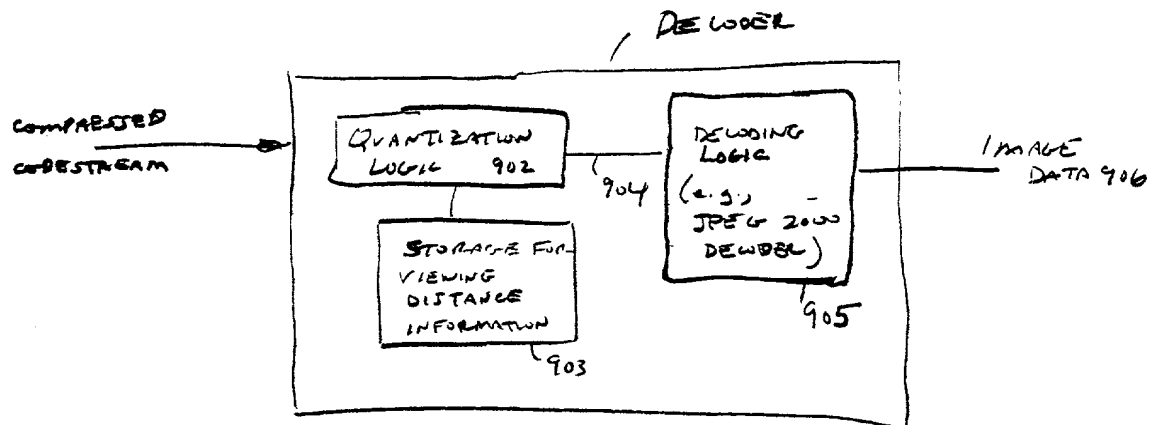 DECODER
COMPRESSED
CODESTREAM
QUANTIZATION
LOGIC 902
904
DECODING
LOGIC
(e.g.,
JPEG 2000
DECODER)
905
IMAGE
DATA 906
STORAGE FOR
VIEWING
DISTANCE
INFORMATION
903